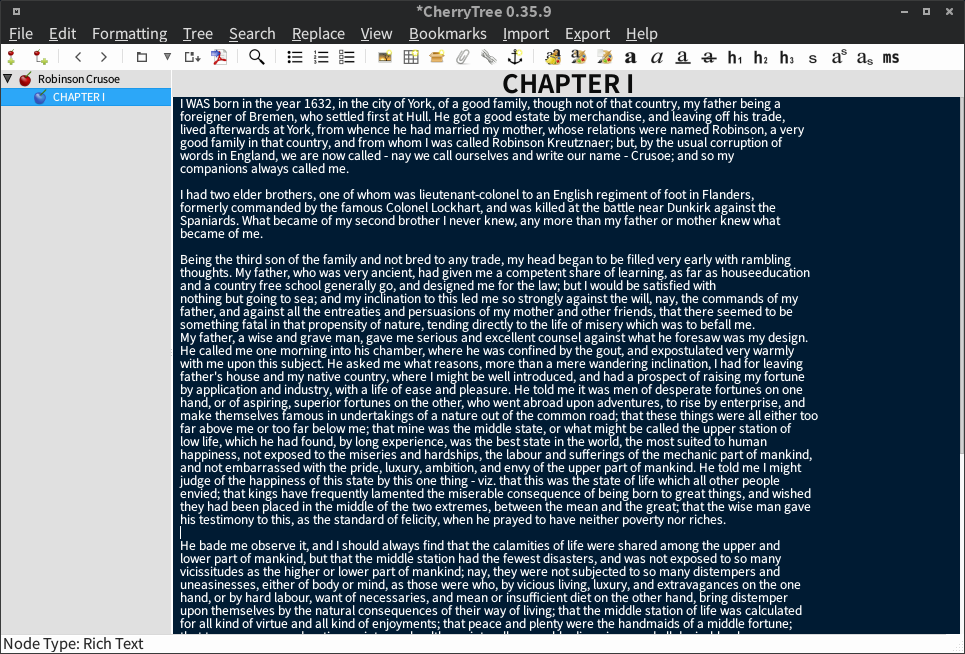 *CherryTree 0.35.9
File Edit Formatting Tree Search Replace View Bookmarks Import Export Help
a a a a h1 h2 h3 s as as ms
Robinson Crusoe
CHAPTER I
CHAPTER I
I WAS born in the year 1632, in the city of York, of a good family, though not of that country, my father being a
foreigner of Bremen, who settled first at Hull. He got a good estate by merchandise, and leaving off his trade,
lived afterwards at York, from whence he had married my mother, whose relations were named Robinson, a very
good family in that country, and from whom I was called Robinson Kreutznaer; but, by the usual corruption of
words in England, we are now called - nay we call ourselves and write our name - Crusoe; and so my
companions always called me.
I had two elder brothers, one of whom was lieutenant-colonel to an English regiment of foot in Flanders,
formerly commanded by the famous Colonel Lockhart, and was killed at the battle near Dunkirk against the
Spaniards. What became of my second brother I never knew, any more than my father or mother knew what
became of me.
Being the third son of the family and not bred to any trade, my head began to be filled very early with rambling
thoughts. My father, who was very ancient, had given me a competent share of learning, as far as houseeducation
and a country free school generally go, and designed me for the law; but I would be satisfied with
nothing but going to sea; and my inclination to this led me so strongly against the will, nay, the commands of my
father, and against all the entreaties and persuasions of my mother and other friends, that there seemed to be
something fatal in that propensity of nature, tending directly to the life of misery which was to befall me.
My father, a wise and grave man, gave me serious and excellent counsel against what he foresaw was my design.
He called me one morning into his chamber, where he was confined by the gout, and expostulated very warmly
with me upon this subject. He asked me what reasons, more than a mere wandering inclination, I had for leaving
father's house and my native country, where I might be well introduced, and had a prospect of raising my fortune
by application and industry, with a life of ease and pleasure. He told me it was men of desperate fortunes on one
hand, or of aspiring, superior fortunes on the other, who went abroad upon adventures, to rise by enterprise, and
make themselves famous in undertakings of a nature out of the common road; that these things were all either too
far above me or too far below me; that mine was the middle state, or what might be called the upper station of
low life, which he had found, by long experience, was the best state in the world, the most suited to human
happiness, not exposed to the miseries and hardships, the labour and sufferings of the mechanic part of mankind,
and not embarrassed with the pride, luxury, ambition, and envy of the upper part of mankind. He told me I might
judge of the happiness of this state by this one thing - viz. that this was the state of life which all other people
envied; that kings have frequently lamented the miserable consequence of being born to great things, and wished
they had been placed in the middle of the two extremes, between the mean and the great; that the wise man gave
his testimony to this, as the standard of felicity, when he prayed to have neither poverty nor riches.
He bade me observe it, and I should always find that the calamities of life were shared among the upper and
lower part of mankind, but that the middle station had the fewest disasters, and was not exposed to so many
vicissitudes as the higher or lower part of mankind; nay, they were not subjected to so many distempers and
uneasinesses, either of body or mind, as those were who, by vicious living, luxury, and extravagances on the one
hand, or by hard labour, want of necessaries, and mean or insufficient diet on the other hand, bring distemper
upon themselves by the natural consequences of their way of living; that the middle station of life was calculated
for all kind of virtue and all kind of enjoyments; that peace and plenty were the handmaids of a middle fortune;
Node Type: Rich Text